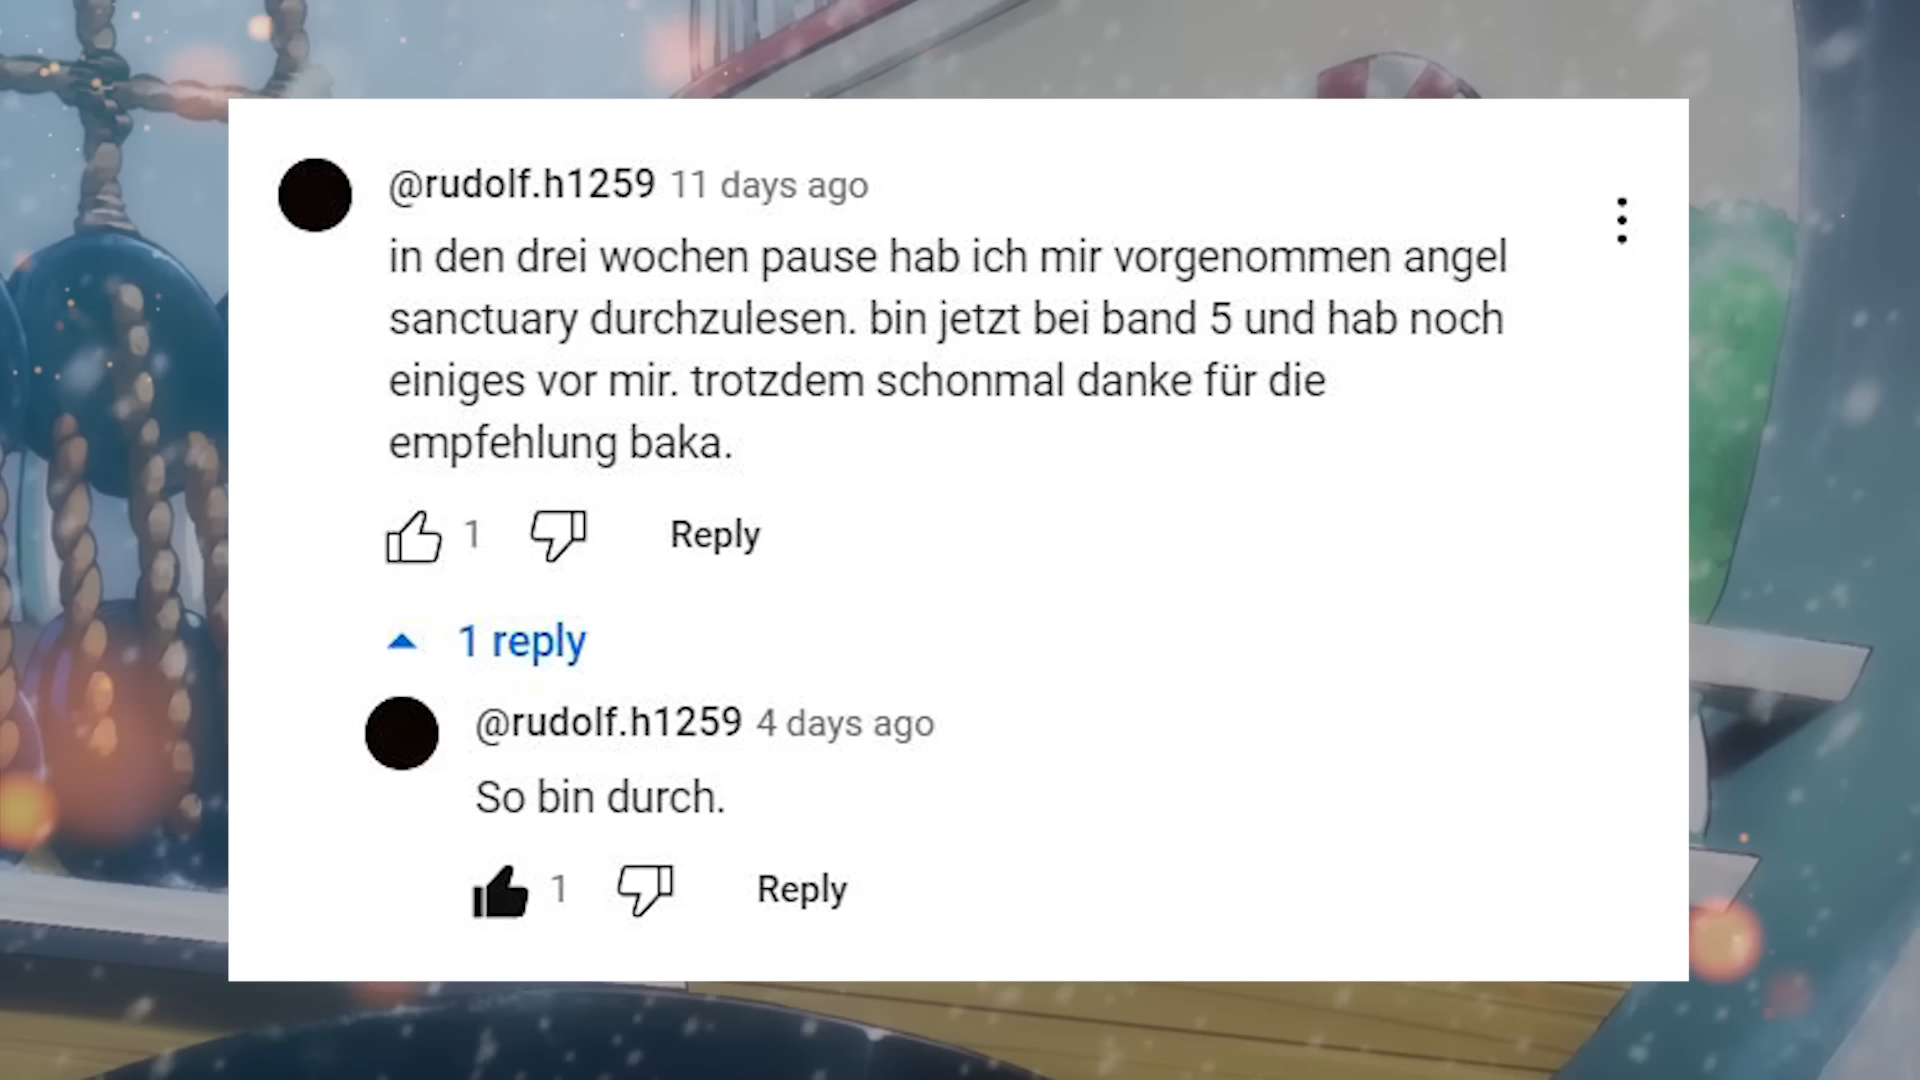 @rudolf.h1259 11 days ago
in den drei wochen pause hab ich mir vorgenommen angel
sanctuary durchzulesen. bin jetzt bei band 5 und hab noch
einiges vor mir. trotzdem schonmal danke für die
empfehlung baka.
1 Reply
1 reply
@rudolf.h1259 4 days ago
So bin durch.
1 Reply